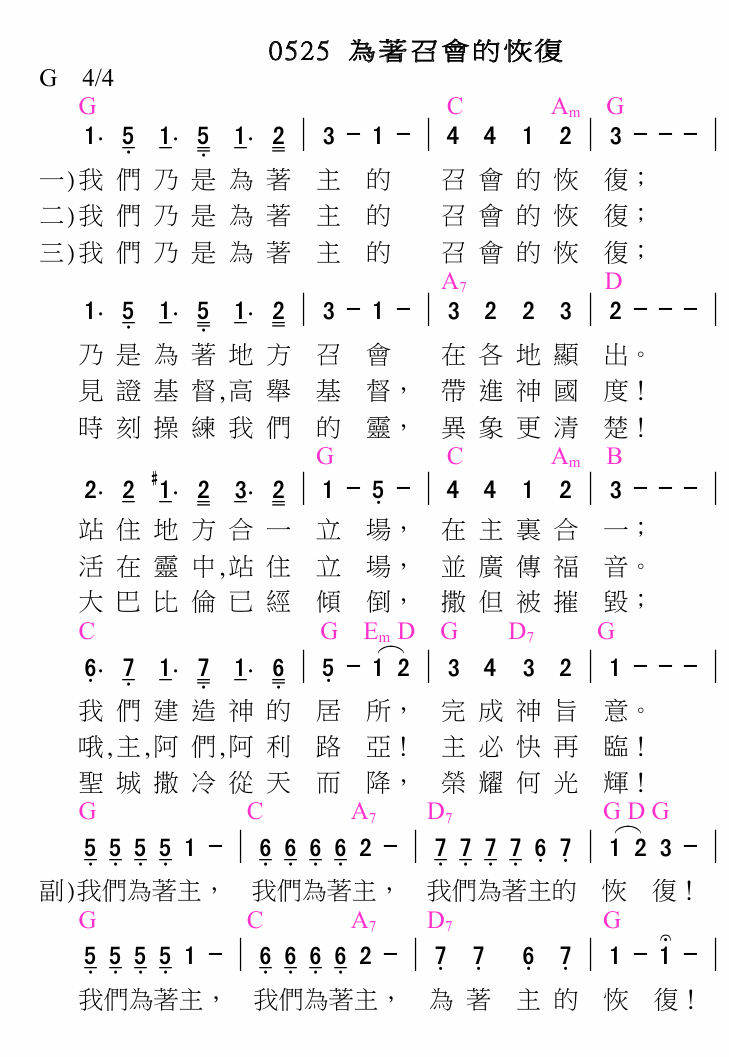 0525 為著召會的恢復
G 4/4
G C Am G
1· 5 1· 5 1· 2 | 3 － 1 － | 4 4 1 2 | 3 － － － |
一)我們乃是為著 主 的 召會的恢 復；
二)我們乃是為著 主 的 召會的恢 復；
三)我們乃是為著 主 的 召會的恢 復；
A7 D
1· 5 1· 5 1· 2 | 3 － 1 － | 3 2 2 3 | 2 － － － |
乃是為著地方 召 會 在各地顯 出。
見證基督,高舉 基 督， 帶進神國 度！
時刻操練我們 的 靈， 異象更清 楚！
G C Am B
2· 2 #1· 2 3· 2 | 1 － 5 － | 4 4 1 2 | 3 － － － |
站住地方合一 立 場， 在主裏合 一；
活在靈中,站住 立 場， 並廣傳福 音。
大巴比倫已經 傾 倒， 撒但被摧 毀；
C G Em D G D7 G
6· 7 1· 7 1· 6 | 5 － 1 2 | 3 4 3 2 | 1 － － － |
我們建造神的 居 所， 完成神旨 意。
哦,主,阿們,阿利 路 亞！ 主必快再 臨！
聖城撒冷從天 而 降， 榮耀何光 輝！
G C A7 D7 G D G
5 5 5 5 1 － | 6 6 6 6 2 － | 7 7 7 7 6 7 | 1 2 3 － |
副)我們為著主， 我們為著主， 我們為著主的 恢 復！
G C A7 D7 G
5 5 5 5 1 － | 6 6 6 6 2 － | 7 7 6 7 | 1 － 1 － |
我們為著主， 我們為著主， 為著 主的 恢 復！